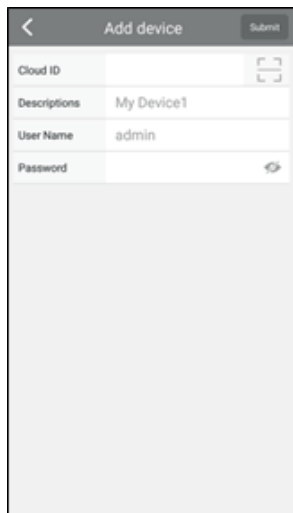 Add device Submit
Cloud ID
Descriptions My Device1
User Name admin
Password